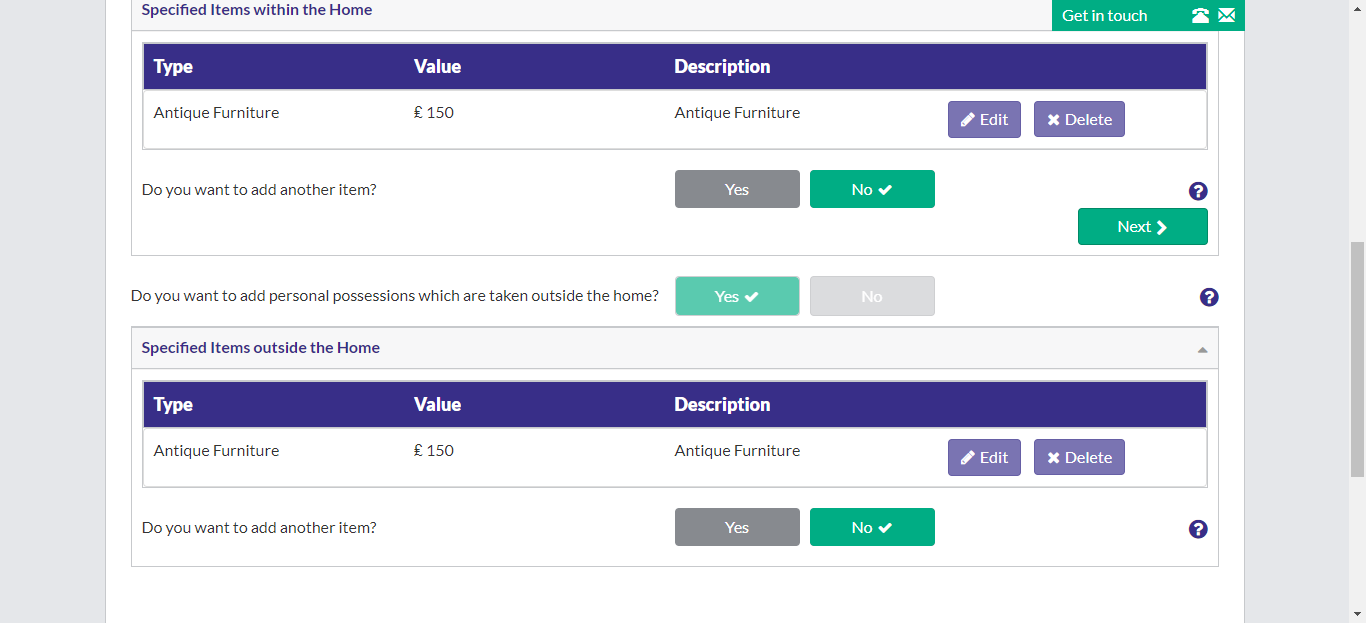 Specified Items within the Home
Get in touch
Type Value Description
Antique Furniture £ 150 Antique Furniture Edit Delete
Do you want to add another item? Yes No
Next
Do you want to add personal possessions which are taken outside the home? Yes No
Specified Items outside the Home
Type Value Description
Antique Furniture £ 150 Antique Furniture Edit Delete
Do you want to add another item? Yes No